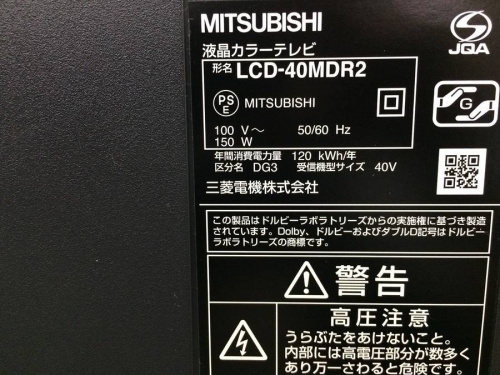 MITSUBISHI
液晶カラーテレビ
形名 LCD-40MDR2
PS
E MITSUBISHI
100 V～ 50/60 Hz
150 W
年間消費電力量 120 kWh/年
区分名 DG3 受信機型サイズ 40V
三菱電機株式会社
JQA
G
この製品はドルビーラボラトリーズからの実施権に基づき製造
されています。Dolby、ドルビーおよびダブルD記号はドルビー
ラボラトリーズの商標です。
警告
高圧注意
うらぶたをあけないこと。
内部には高電圧部分が数多く
あり万一さわると危険です。